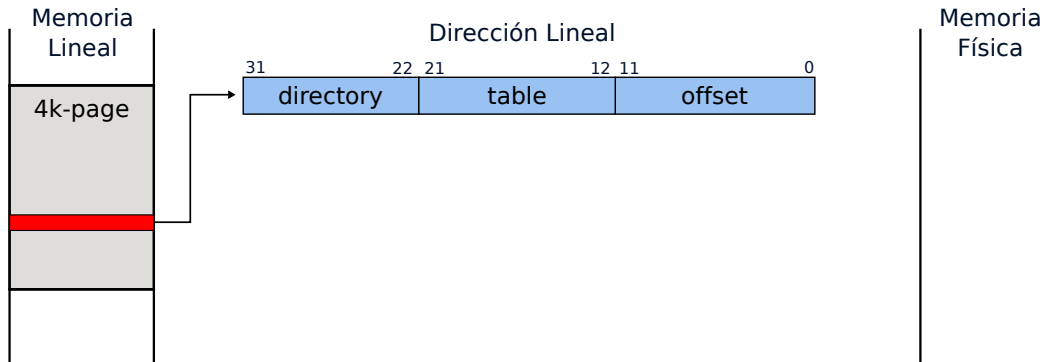 Memoria
Lineal
4k-page
Dirección Lineal
31 22 21 12 11 0
directory table offset
Memoria
Física